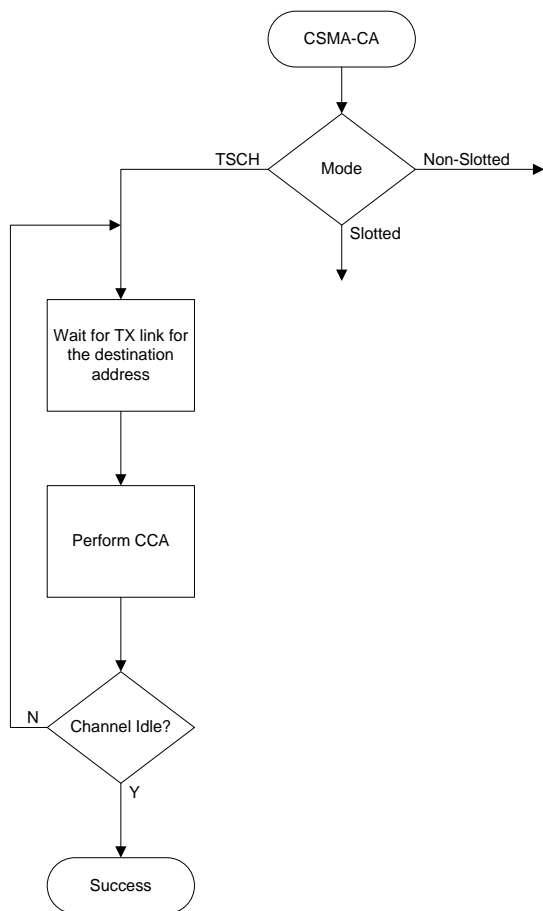 CSMA-CA
TSCH
Mode
Non-Slotted
Slotted
Wait for TX link for
the destination
address
Perform CCA
N
Channel Idle?
Y
Success